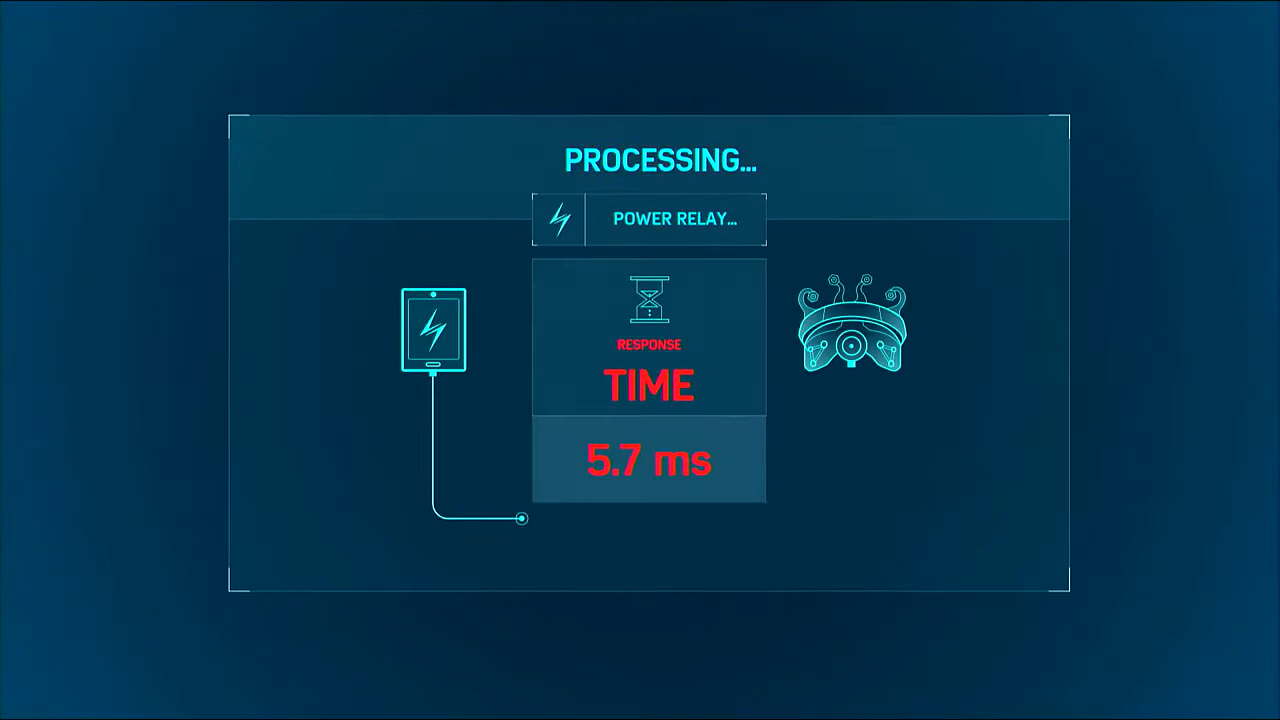 PROCESSING...
POWER RELAY...
RESPONSE
TIME
5.7 ms